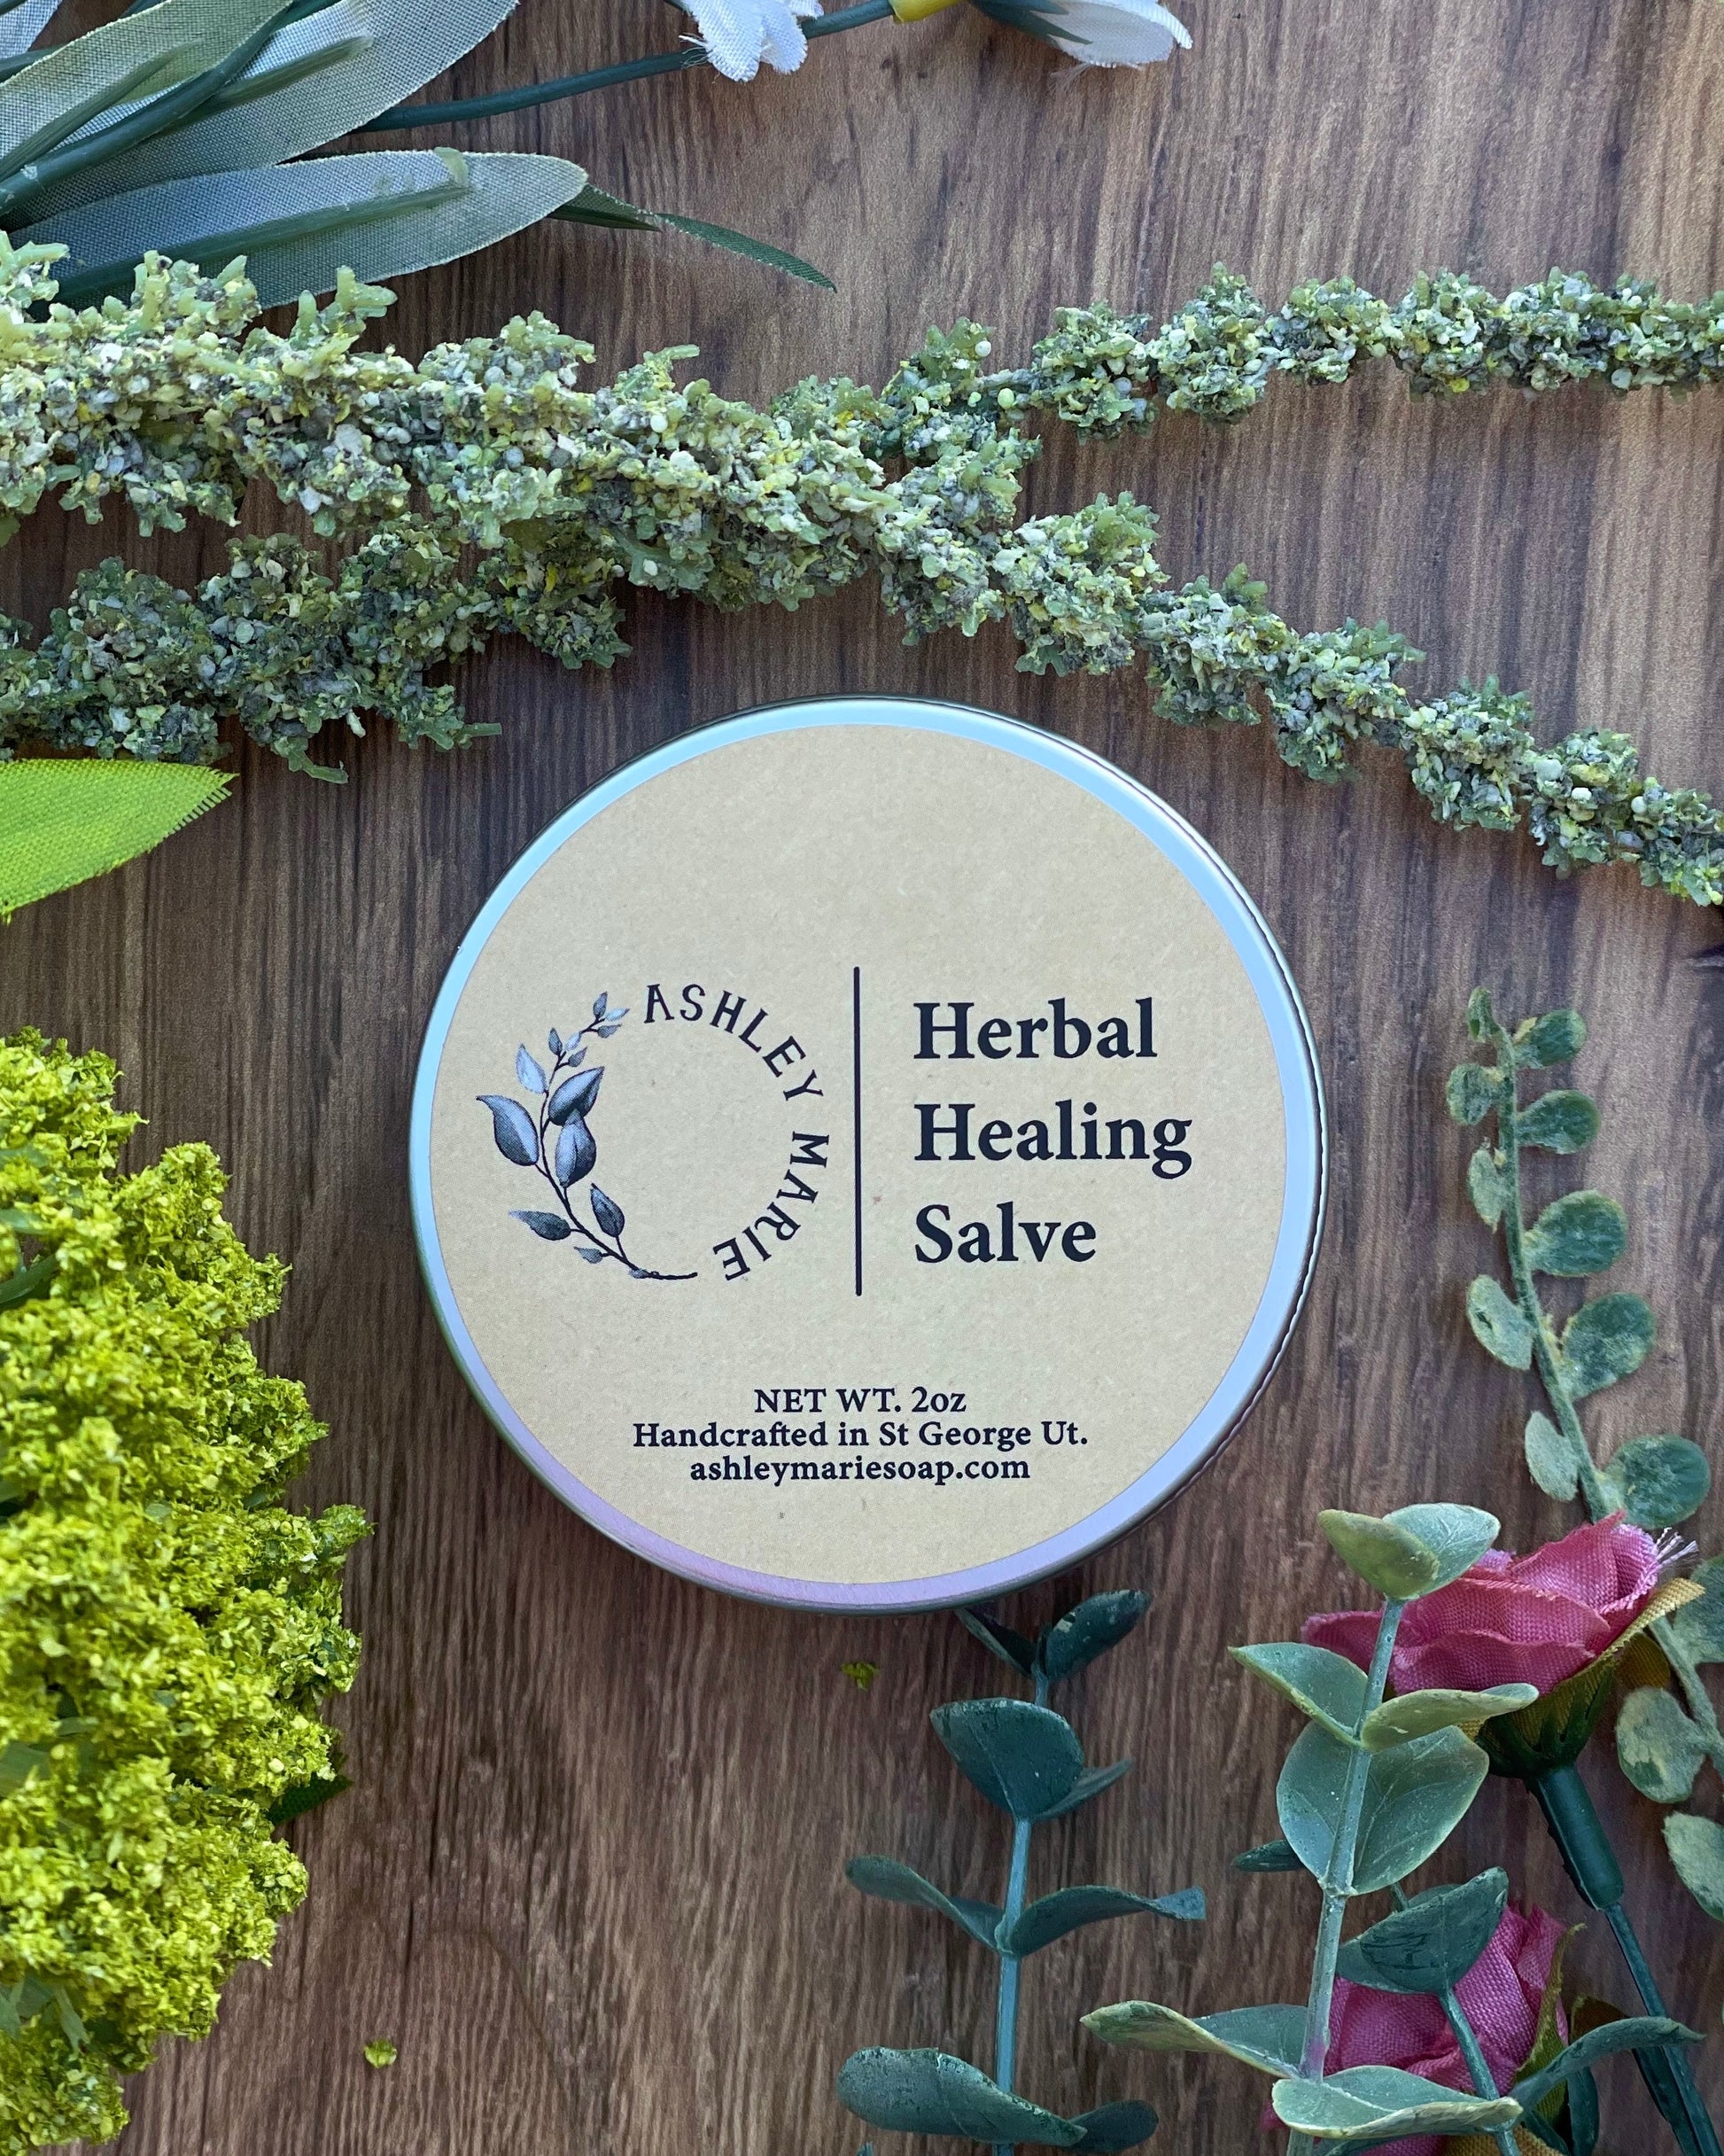 ASHLEY MARIE
Herbal
Healing
Salve
NET WT. 2oz
Handcrafted in St George Ut.
ashleymariesoap.com